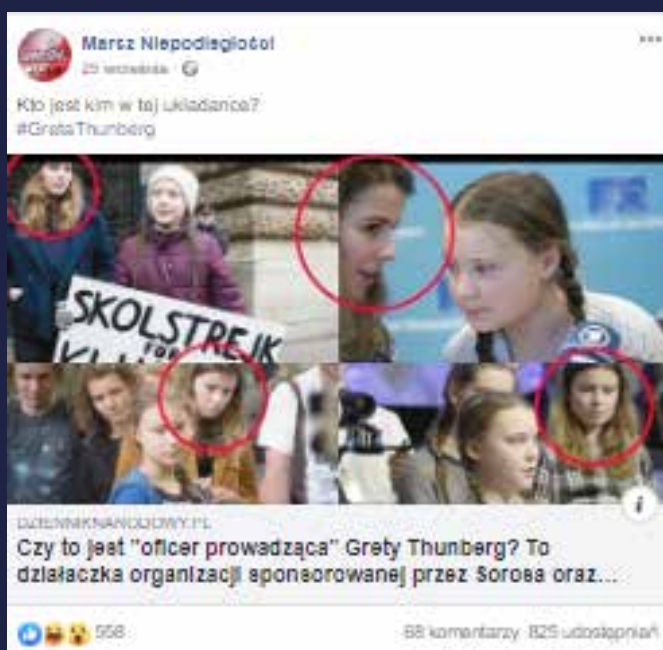 Marsz Niepodległości
25 września
Kto jest kim w tej układance?
#GretaThunberg
SKOLSTREJK
FÖR
DZIENNIKNARODOWY.PL
Czy to jest "oficer prowadząca" Grety Thunberg? To
działaczka organizacji sponsorowanej przez Sorosa oraz...
558
68 komentarzy 825 udostępnień